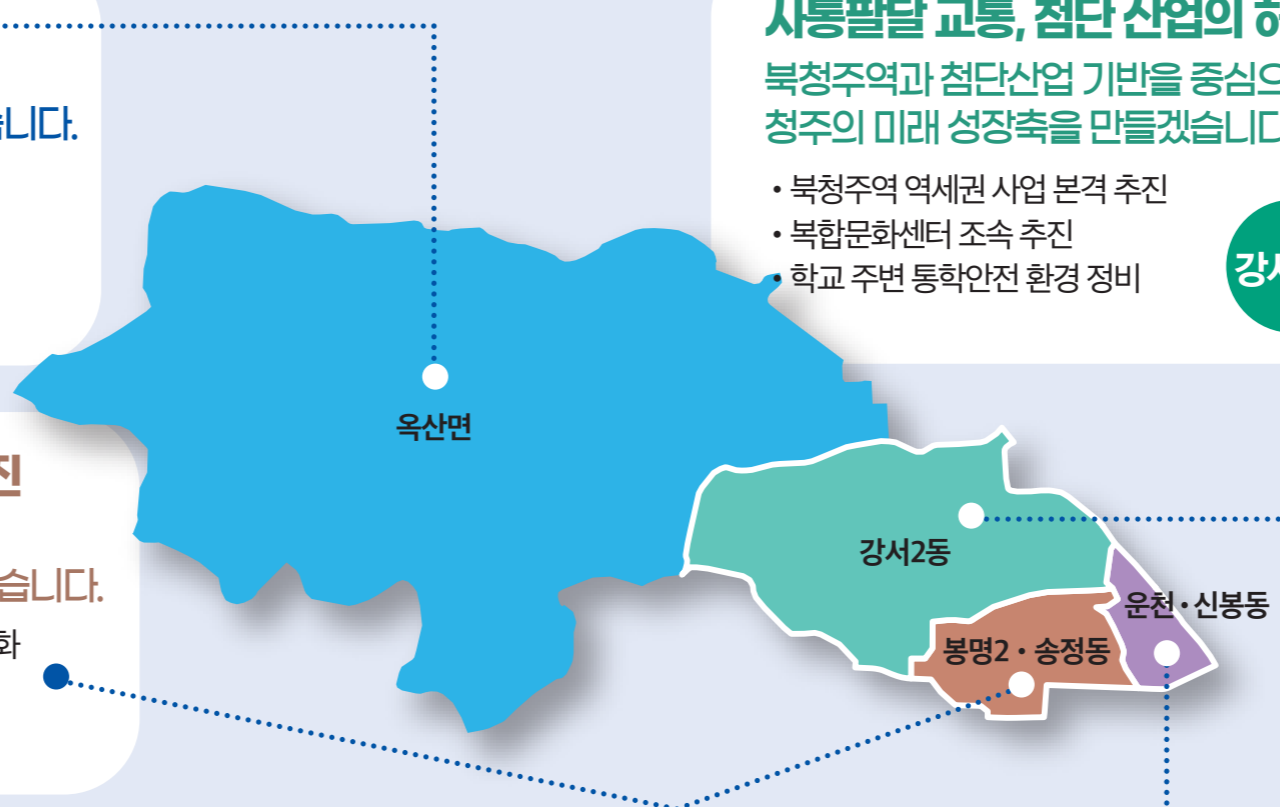 사통팔달 교통, 첨단 산업의
북청주역과 첨단산업 기반을 중심으
청주의 미래 성장축을 만들겠습니다
• 북청주역 역세권 사업 본격 추진
• 복합문화센터 조속 추진
• 학교 주변 통학안전 환경 정비
강서
습니다.
옥산면
진
습니다.
화
강서2동
운천·신봉동
봉명2·송정동